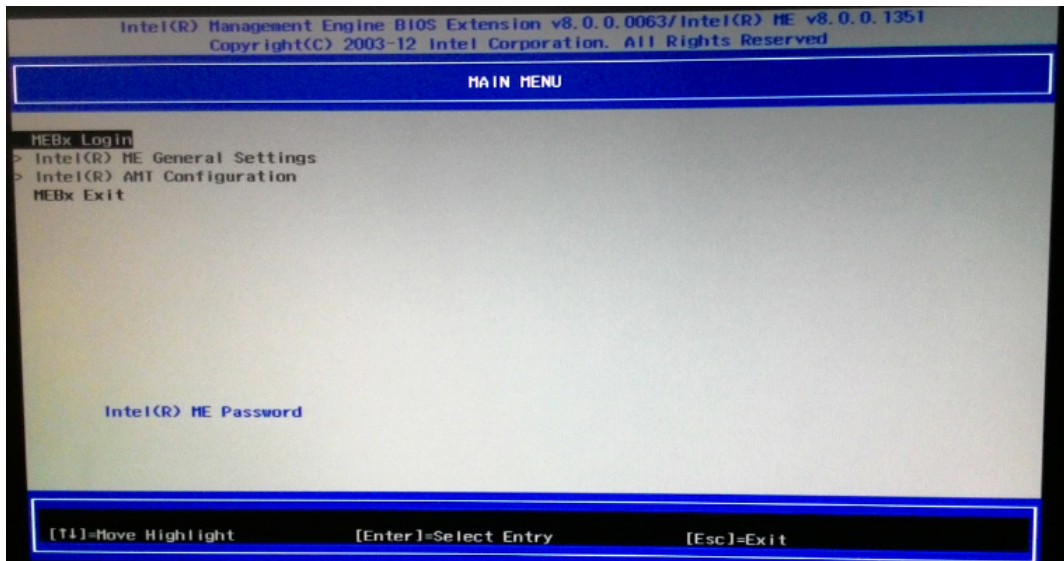 Intel(R) Management Engine BIOS Extension v8.0.0.0063/Intel(R) ME v8.0.0.1351
Copyright(C) 2003-12 Intel Corporation. All Rights Reserved
MAIN MENU
MEBx Login
> Intel(R) ME General Settings
> Intel(R) AMT Configuration
MEBx Exit
Intel(R) ME Password
[↑↓]=Move Highlight [Enter]=Select Entry [Esc]=Exit